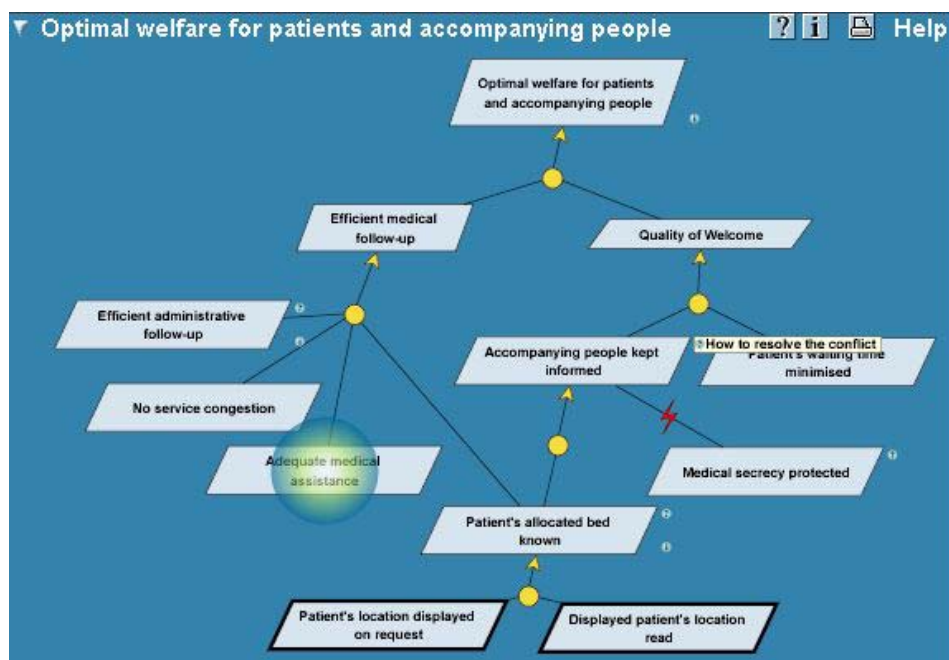 Optimal welfare for patients and accompanying people
? i Help
Optimal welfare for patients
and accompanying people
Efficient medical
follow-up
Quality of Welcome
Efficient administrative
follow-up
Accompanying people kept
informed
How to resolve the conflict
Patient's waiting time
minimised
No service congestion
Adequate medical
assistance
Medical secrecy protected
Patient's allocated bed
known
Patient's location displayed
on request
Displayed patient's location
read